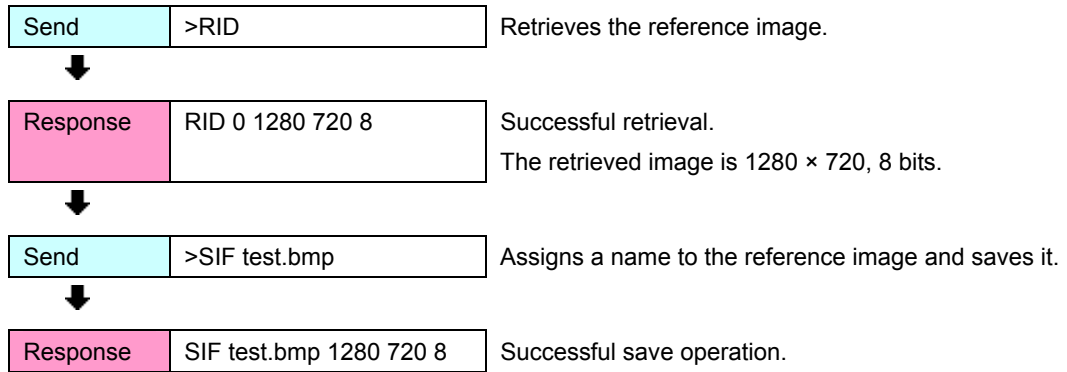 Send >RID Retrieves the reference image.
Response RID 0 1280 720 8 Successful retrieval.
The retrieved image is 1280 × 720, 8 bits.
Send >SIF test.bmp Assigns a name to the reference image and saves it.
Response SIF test.bmp 1280 720 8 Successful save operation.